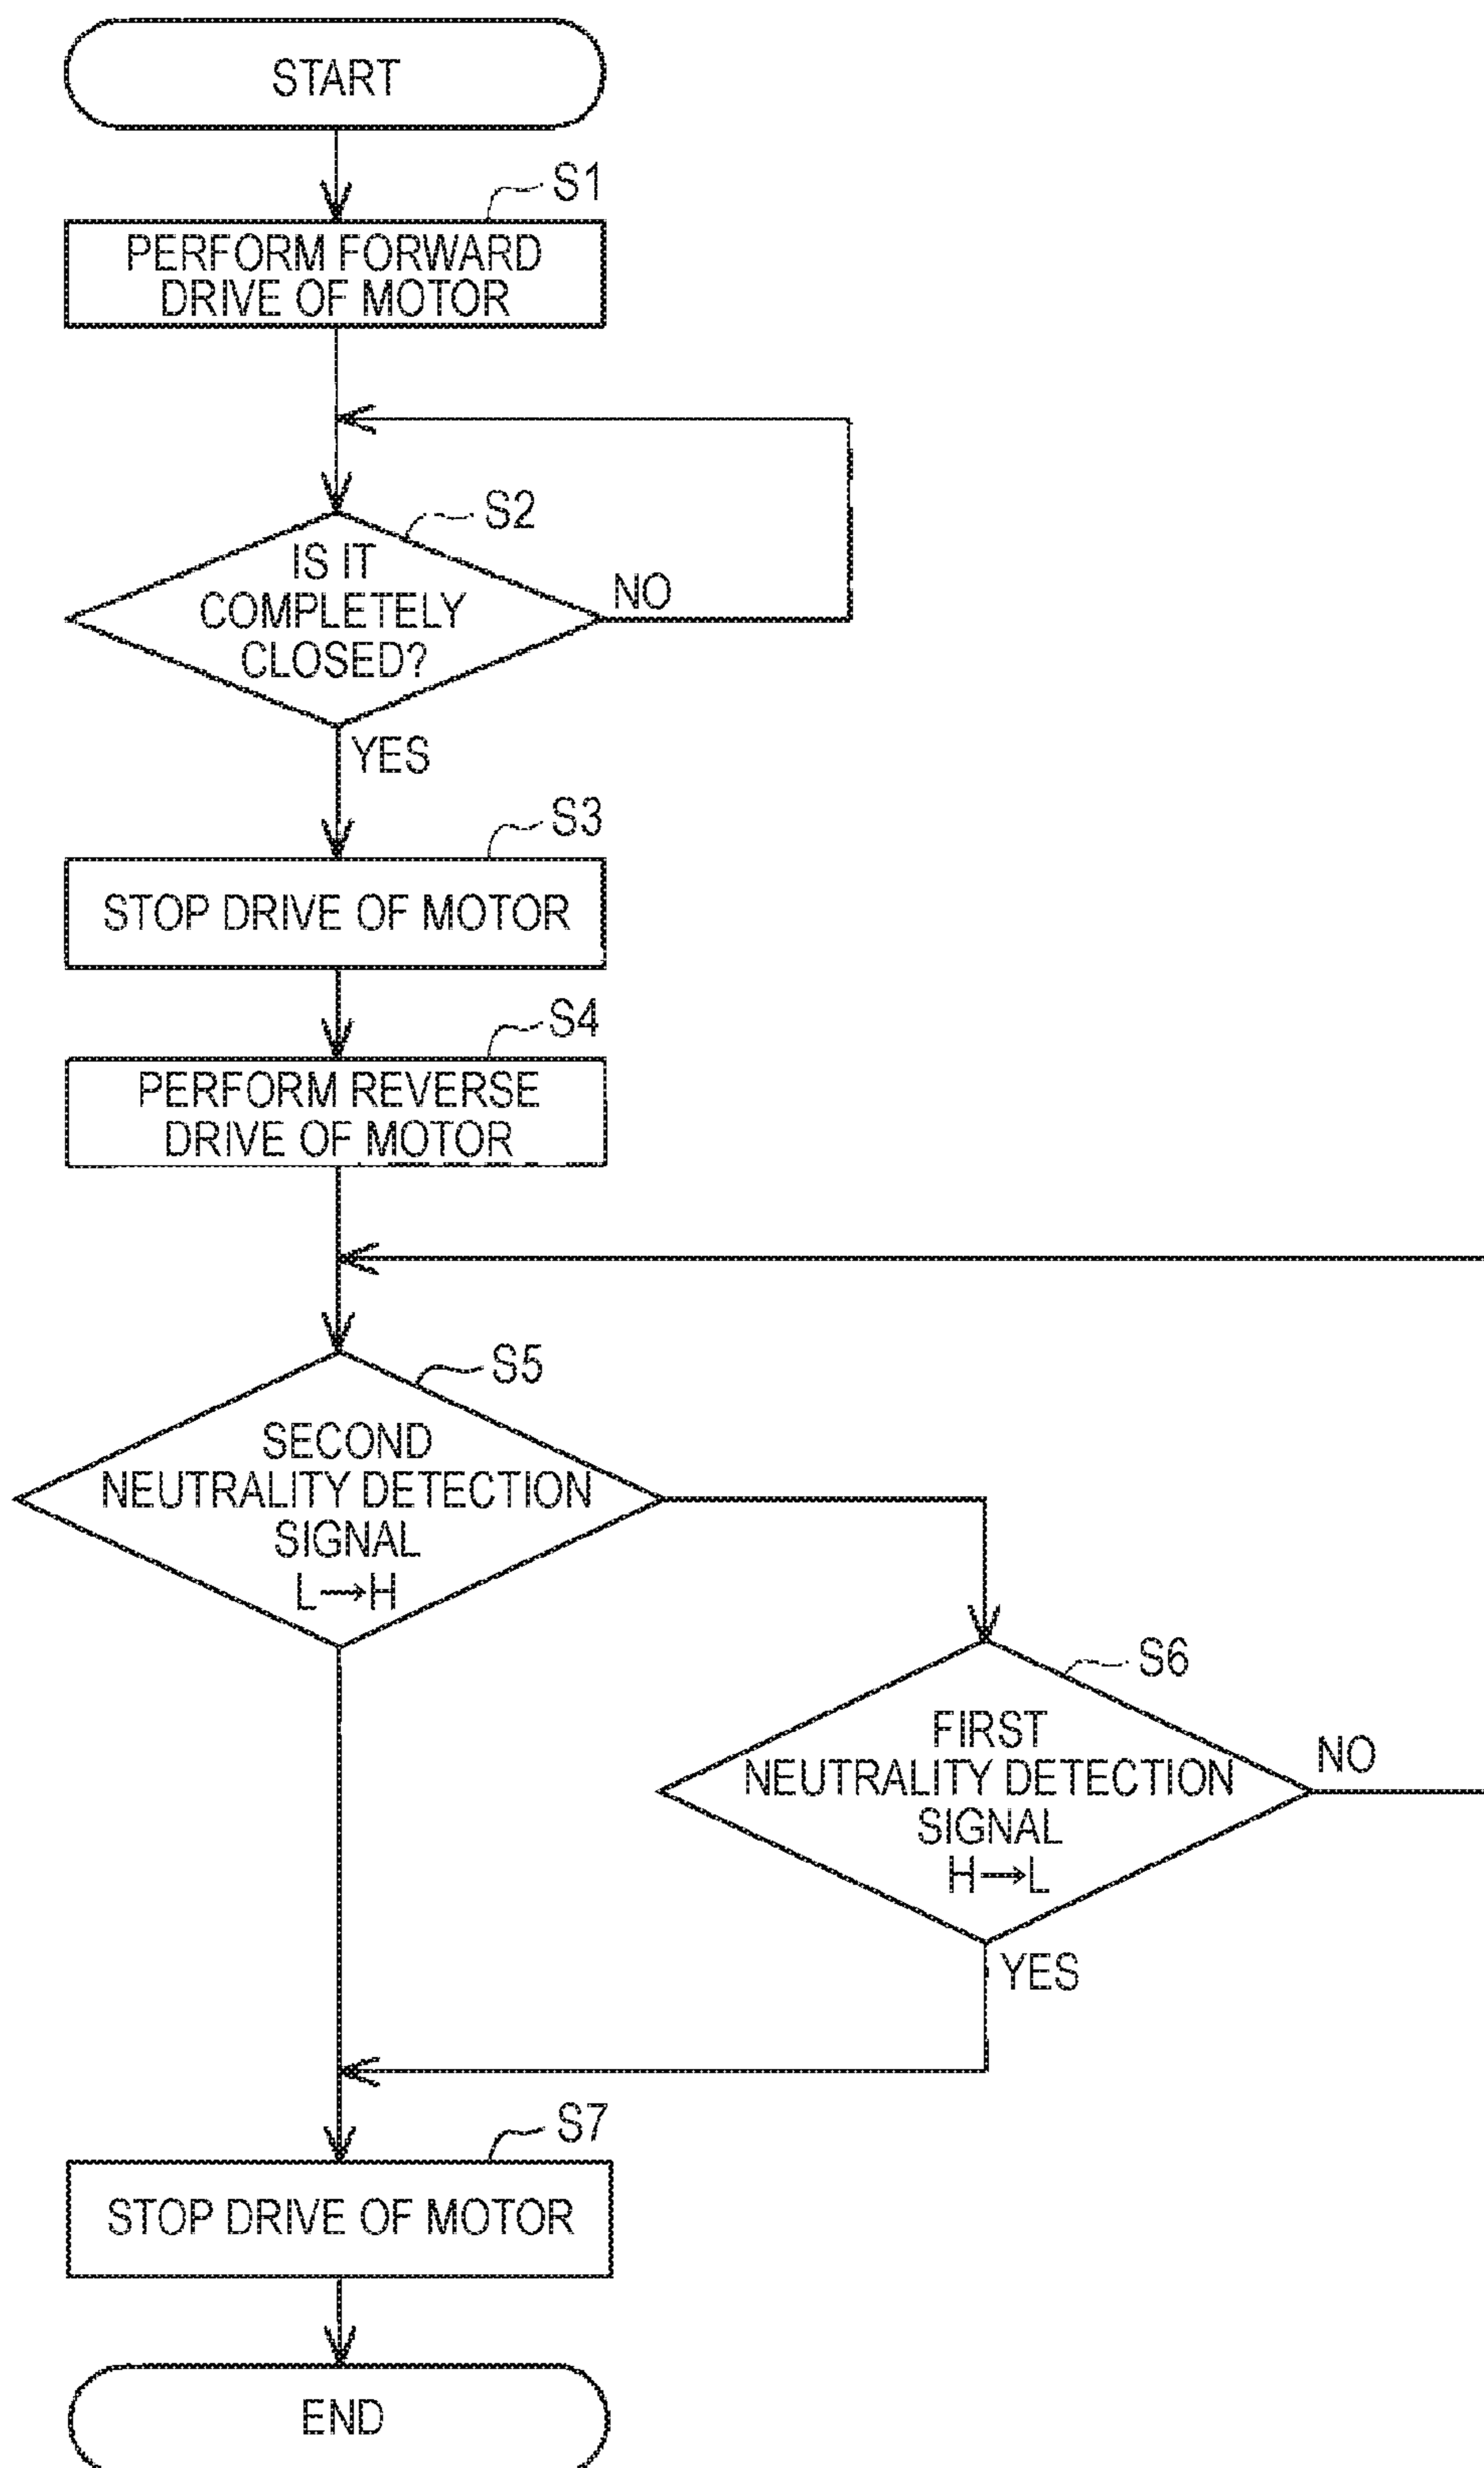 START
S1
PERFORM FORWARD
DRIVE OF MOTOR
S2
IS IT
COMPLETELY
CLOSED?
NO
YES
S3
STOP DRIVE OF MOTOR
S4
PERFORM REVERSE
DRIVE OF MOTOR
S5
SECOND
NEUTRALITY DETECTION
SIGNAL
L→H
S6
FIRST
NEUTRALITY DETECTION
SIGNAL
H→L
NO
YES
S7
STOP DRIVE OF MOTOR
END